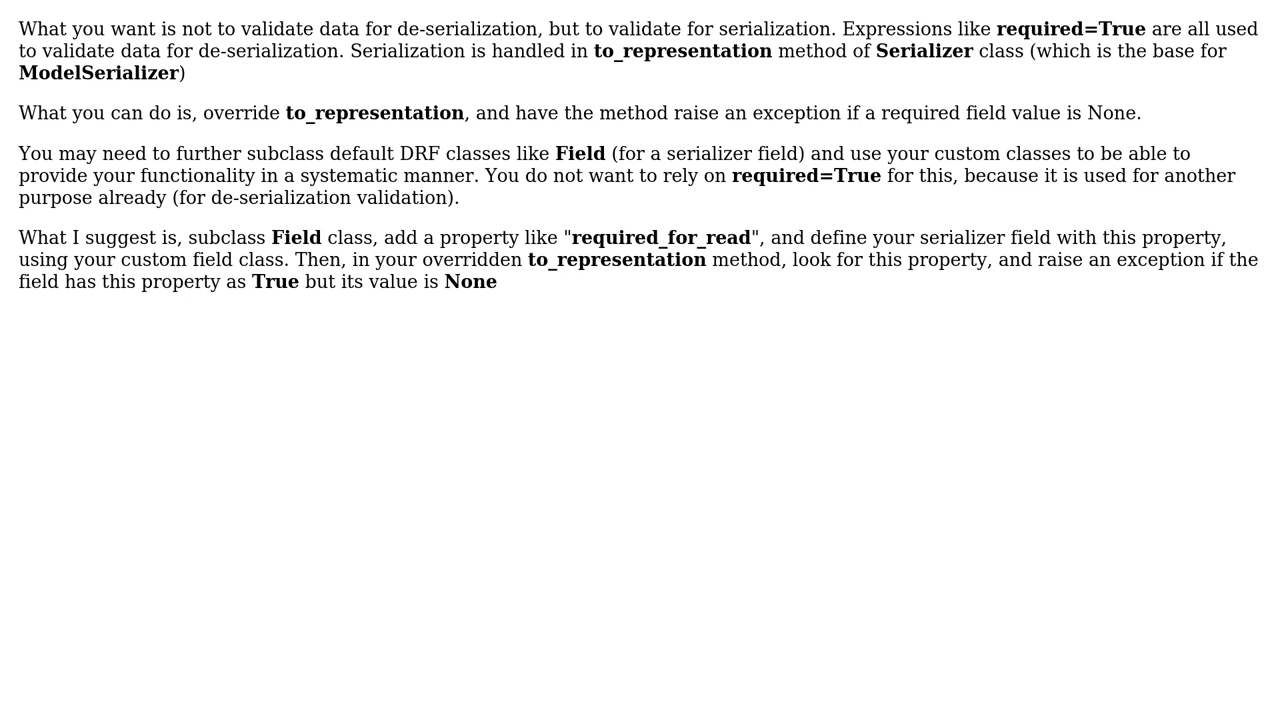 What you want is not to validate data for de-serialization, but to validate for serialization. Expressions like required=True are all used
to validate data for de-serialization. Serialization is handled in to_representation method of Serializer class (which is the base for
ModelSerializer)
What you can do is, override to_representation, and have the method raise an exception if a required field value is None.
You may need to further subclass default DRF classes like Field (for a serializer field) and use your custom classes to be able to
provide your functionality in a systematic manner. You do not want to rely on required=True for this, because it is used for another
purpose already (for de-serialization validation).
What I suggest is, subclass Field class, add a property like "required_for_read", and define your serializer field with this property,
using your custom field class. Then, in your overridden to_representation method, look for this property, and raise an exception if the
field has this property as True but its value is None